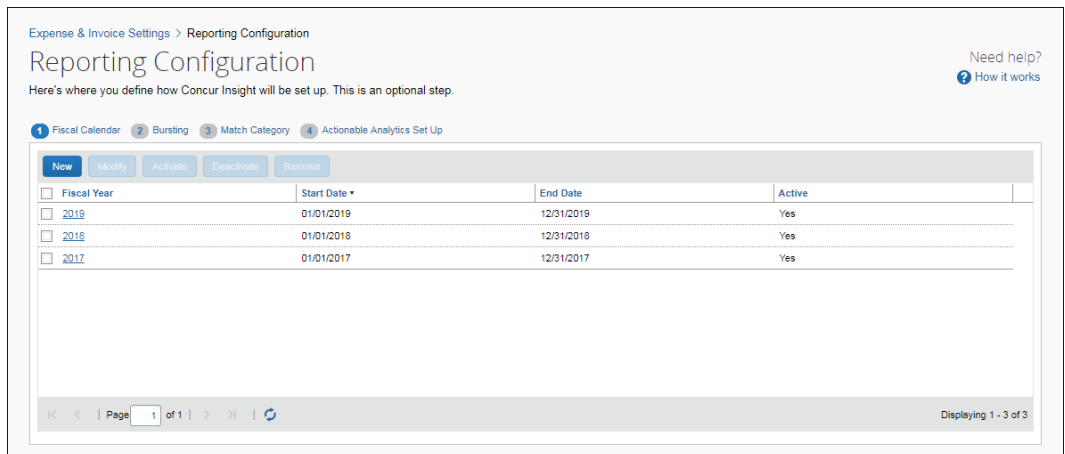 Expense & Invoice Settings > Reporting Configuration
Reporting Configuration
Need help?
How it works
Here's where you define how Concur Insight will be set up. This is an optional step.
1 Fiscal Calendar 2 Bursting 3 Match Category 4 Actionable Analytics Set Up
New Modify Activate Deactivate Remove
Fiscal Year Start Date End Date Active
2019 01/01/2019 12/31/2019 Yes
2018 01/01/2018 12/31/2018 Yes
2017 01/01/2017 12/31/2017 Yes
Page 1 of 1 Displaying 1 - 3 of 3